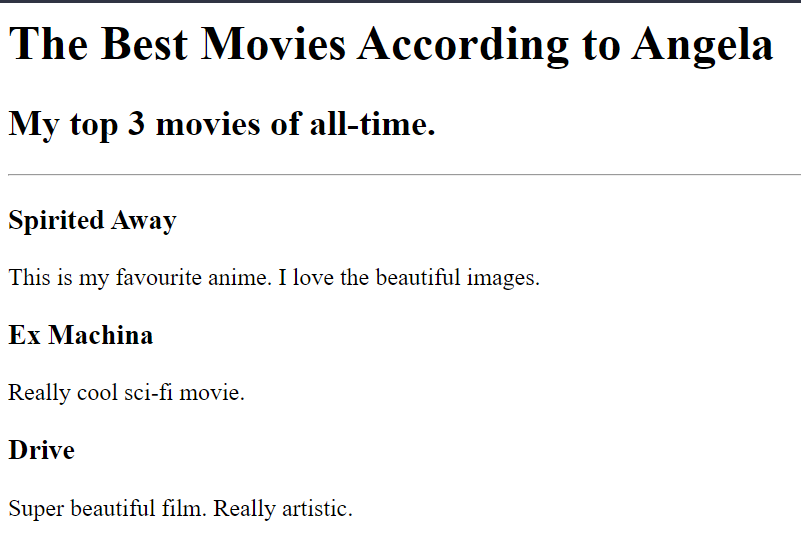 The Best Movies According to Angela
My top 3 movies of all-time.
Spirited Away
This is my favourite anime. I love the beautiful images.
Ex Machina
Really cool sci-fi movie.
Drive
Super beautiful film. Really artistic.